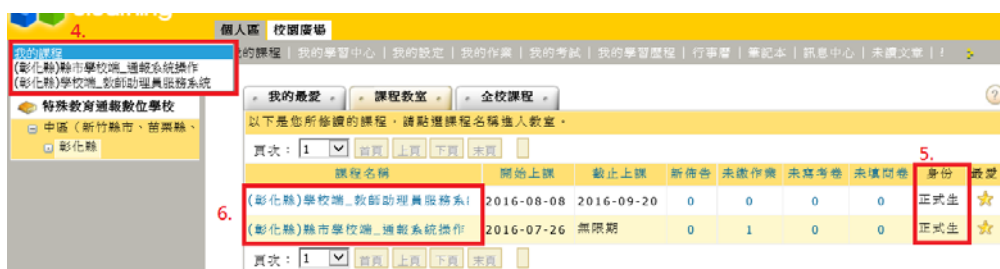 elearning
4.
個人區 校園廣場
我的課程
(彰化縣)縣市學校端_通報系統操作
(彰化縣)學校端_教師助理員服務系統
我的課程 | 我的學習中心 | 我的設定 | 我的作業 | 我的考試 | 我的學習歷程 | 行事曆 | 筆記本 | 訊息中心 | 未讀文章 |
特殊教育通報數位學校
中區（新竹縣市、苗栗縣、
彰化縣
我的最愛 課程教室 全校課程
?
以下是您所修讀的課程，請點選課程名稱進入教室。
頁次： 1 首頁 上頁 下頁 末頁
5.
課程名稱 開始上課 截止上課 新佈告 未繳作業 未寫考卷 未填問卷 身份 最愛
6.
(彰化縣)學校端_教師助理員服務系 2016-08-08 2016-09-20 0 0 0 0 正式生
(彰化縣)縣市學校端_通報系統操作 2016-07-26 無限期 0 1 0 0 正式生
頁次： 1 首頁 上頁 下頁 末頁